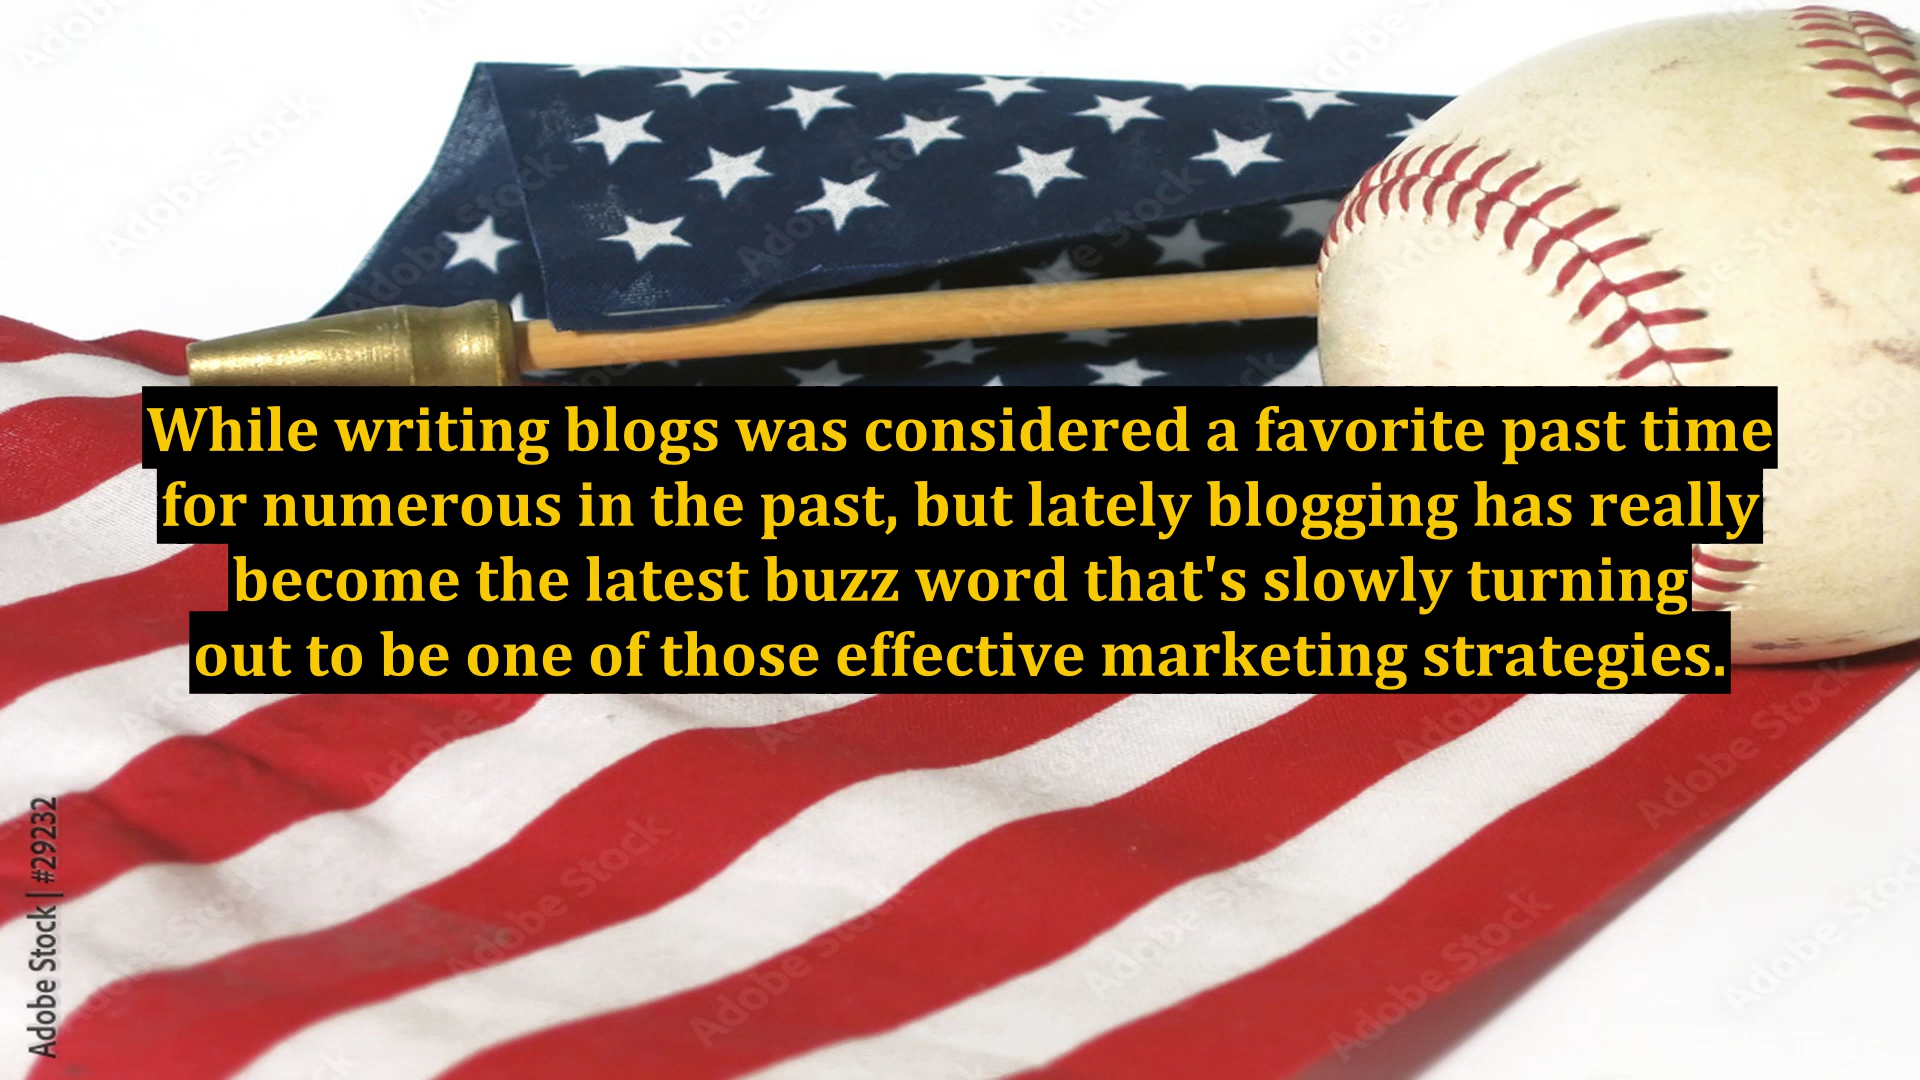 While writing blogs was considered a favorite past time
for numerous in the past, but lately blogging has really
become the latest buzz word that's slowly turning
out to be one of those effective marketing strategies.
Adobe Stock | #29232
Adobe Stock